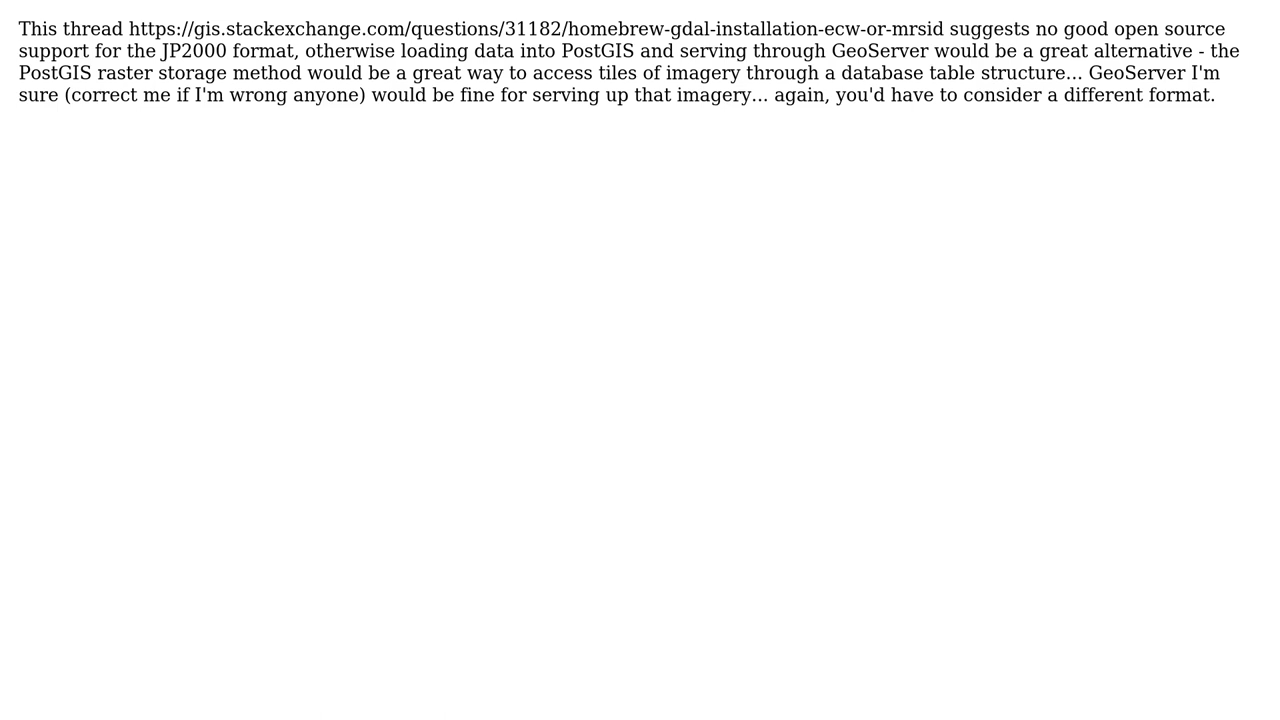 This thread https://gis.stackexchange.com/questions/31182/homebrew-gdal-installation-ecw-or-mrsid suggests no good open source
support for the JP2000 format, otherwise loading data into PostGIS and serving through GeoServer would be a great alternative - the
PostGIS raster storage method would be a great way to access tiles of imagery through a database table structure... GeoServer I'm
sure (correct me if I'm wrong anyone) would be fine for serving up that imagery... again, you'd have to consider a different format.